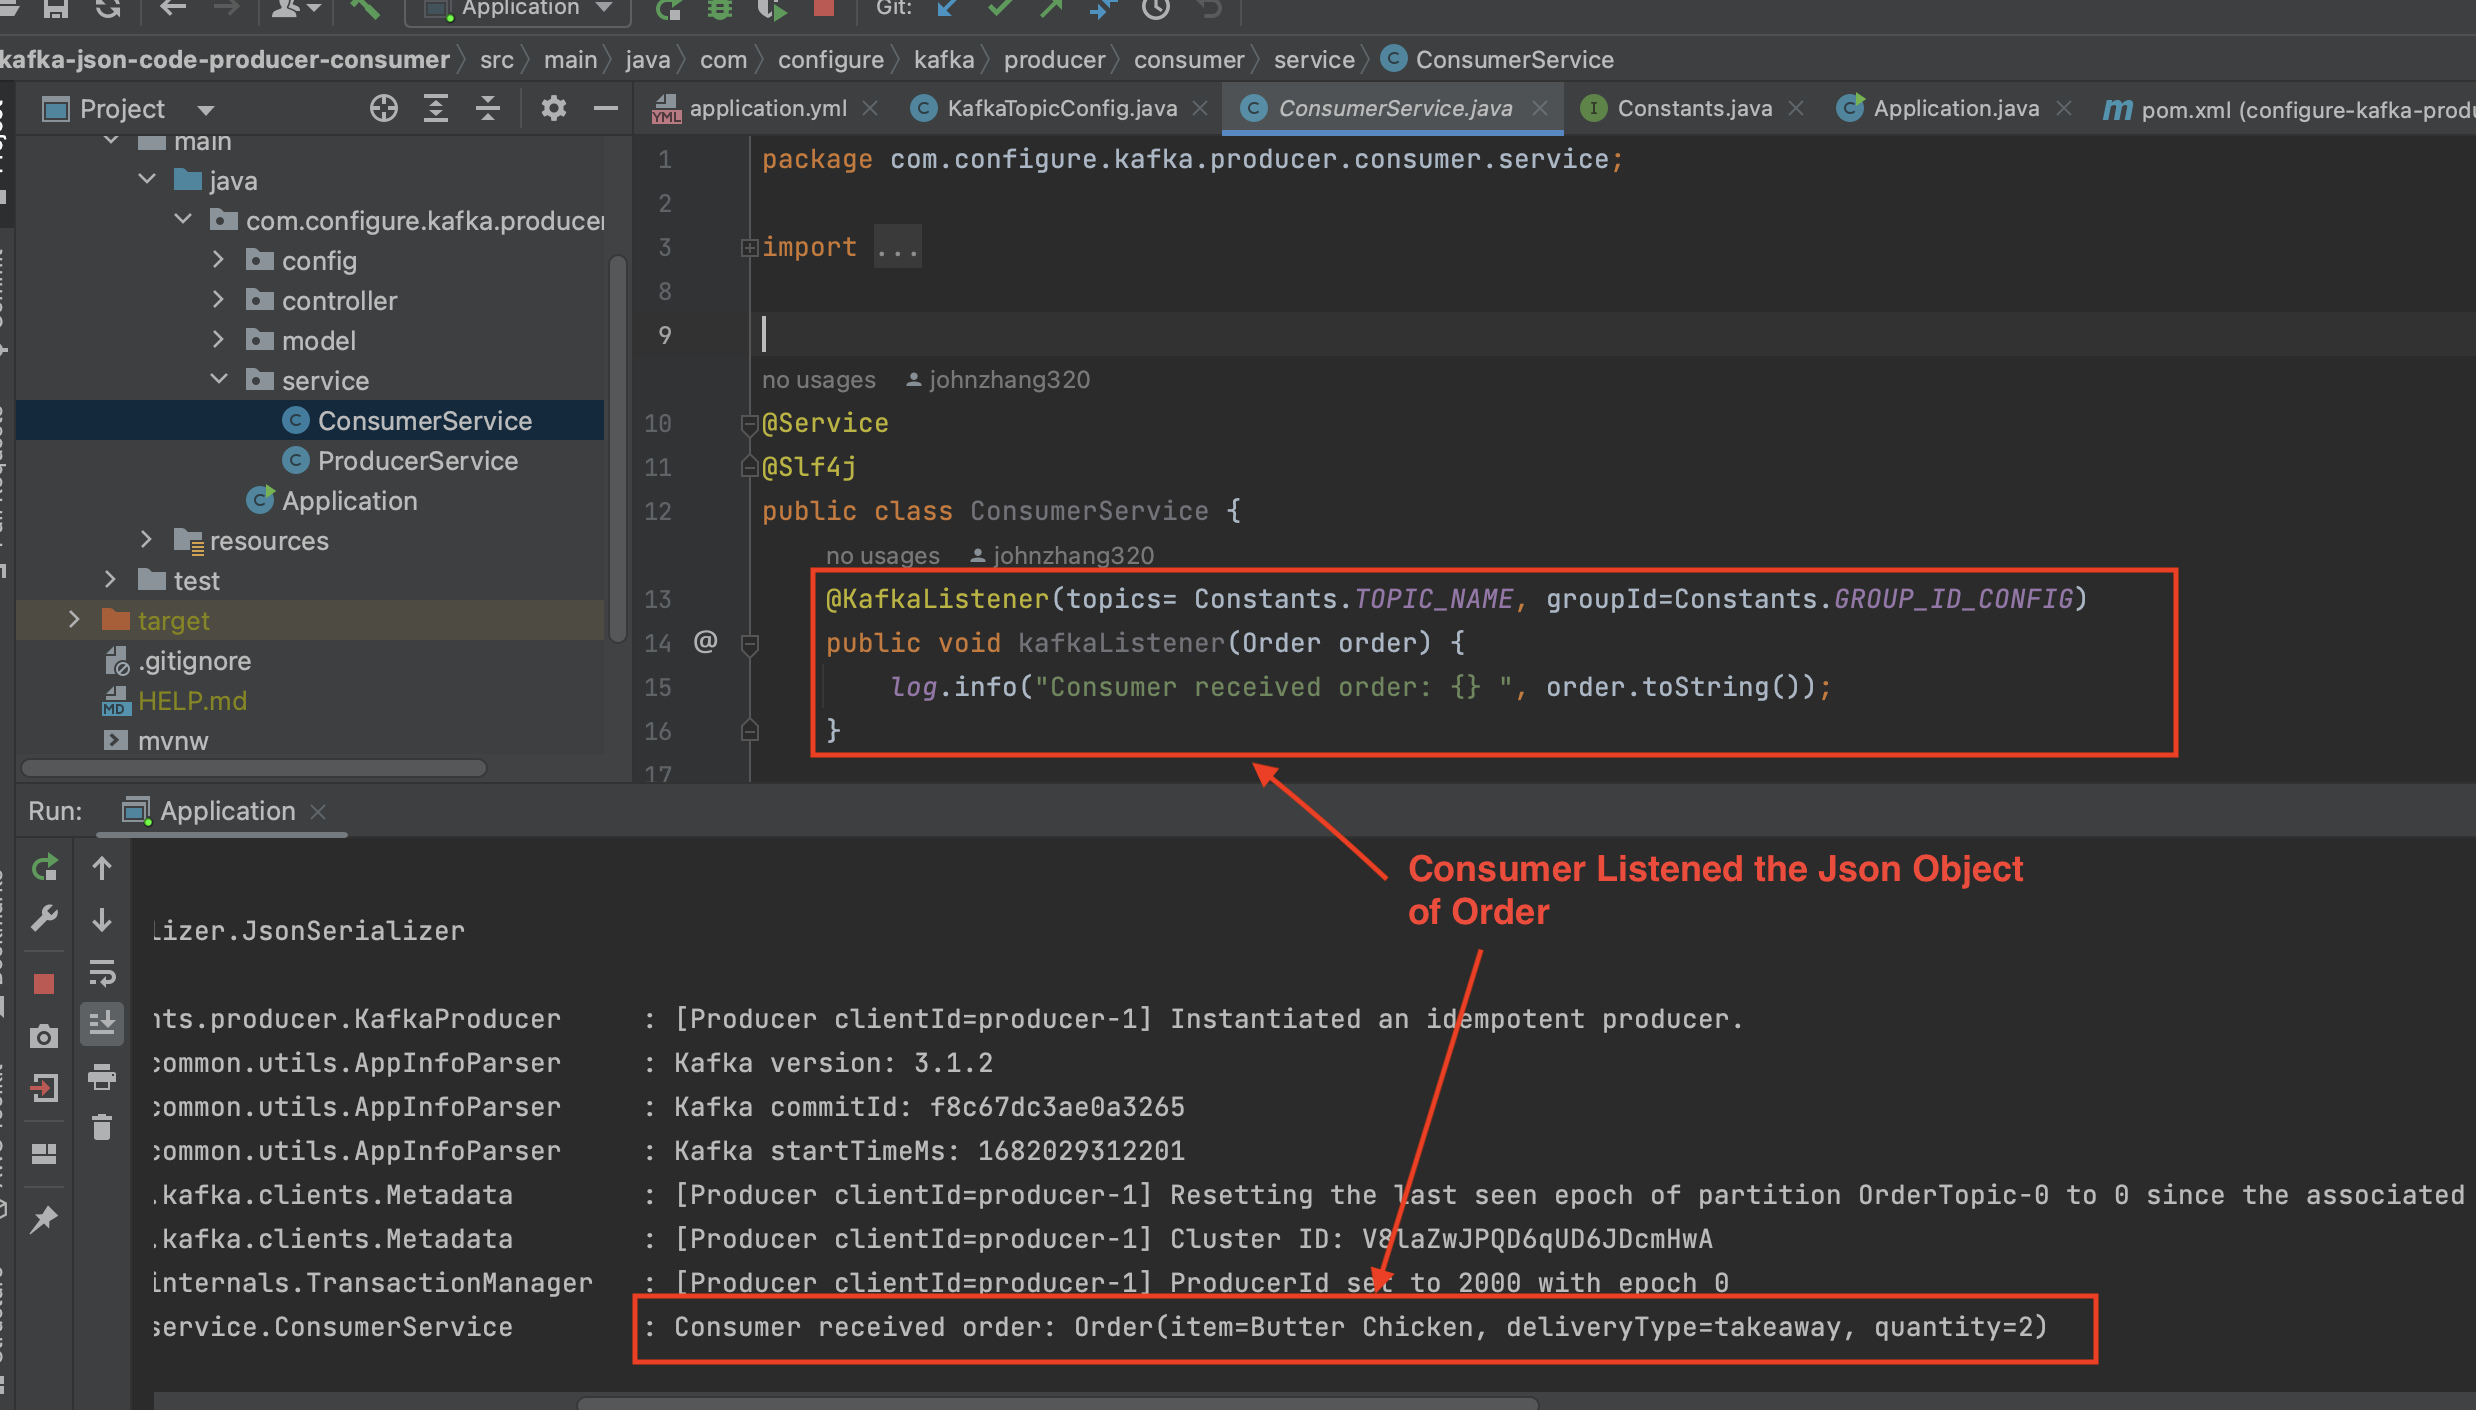 Application
Git:
kafka-json-code-producer-consumer src main java com configure kafka producer consumer service ConsumerService
Project
application.yml KafkaTopicConfig.java ConsumerService.java Constants.java Application.java pom.xml (configure-kafka-produ
main
java
com.configure.kafka.producer
config
controller
model
service
ConsumerService
ProducerService
Application
resources
test
target
.gitignore
HELP.md
mvnw
1 package com.configure.kafka.producer.consumer.service;
2
3 import ...
8
9
no usages johnzhang320
10 @Service
11 @Slf4j
12 public class ConsumerService {
no usages johnzhang320
13 @KafkaListener(topics= Constants.TOPIC_NAME, groupId=Constants.GROUP_ID_CONFIG)
14 @ public void kafkaListener(Order order) {
15 log.info("Consumer received order: {} ", order.toString());
16 }
17
Run: Application
Consumer Listened the Json Object
of Order
lizer.JsonSerializer
nts.producer.KafkaProducer : [Producer clientId=producer-1] Instantiated an idempotent producer.
common.utils.AppInfoParser : Kafka version: 3.1.2
common.utils.AppInfoParser : Kafka commitId: f8c67dc3ae0a3265
common.utils.AppInfoParser : Kafka startTimeMs: 1682029312201
.kafka.clients.Metadata : [Producer clientId=producer-1] Resetting the last seen epoch of partition OrderTopic-0 to 0 since the associated
.kafka.clients.Metadata : [Producer clientId=producer-1] Cluster ID: V8laZwJPQD6qUD6JDcmHwA
internals.TransactionManager : [Producer clientId=producer-1] ProducerId set to 2000 with epoch 0
service.ConsumerService : Consumer received order: Order(item=Butter Chicken, deliveryType=takeaway, quantity=2)